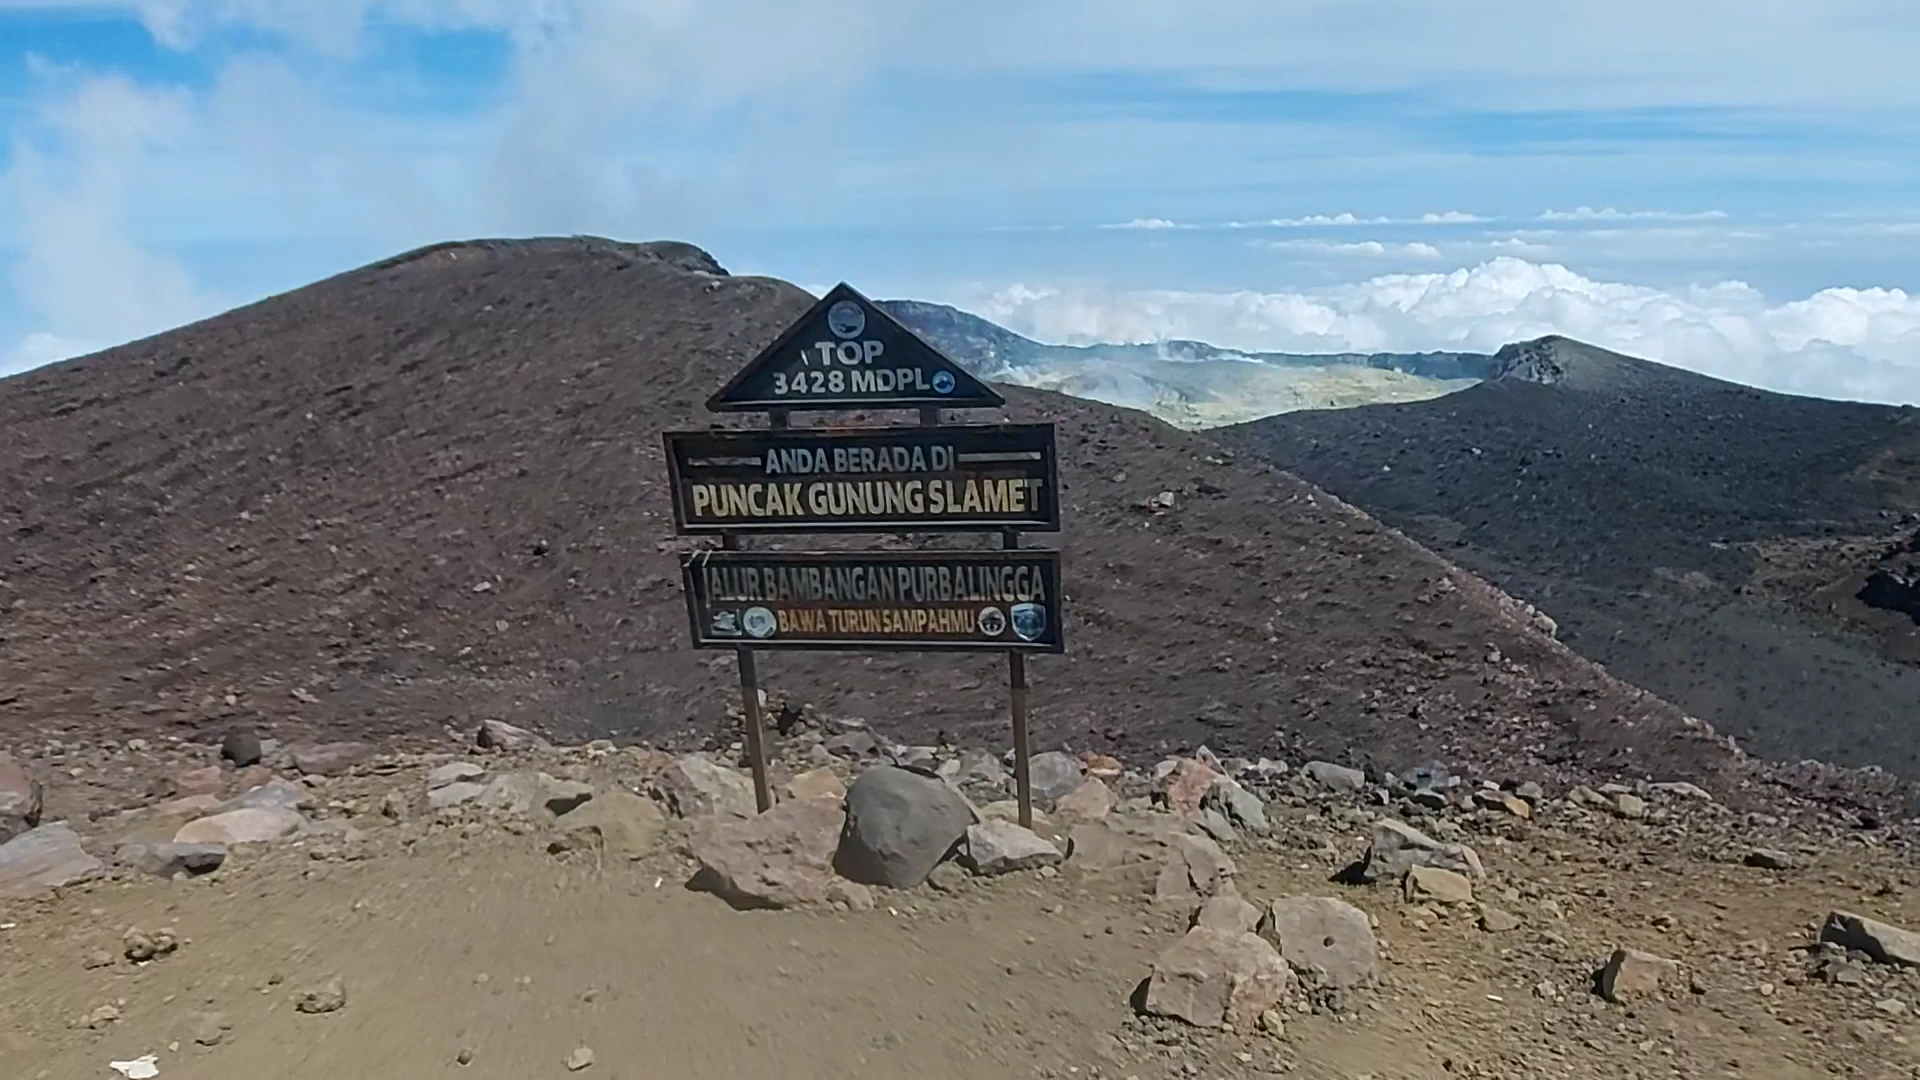 TOP
3428 MDPL
ANDA BERADA DI
PUNCAK GUNUNG SLAMET
JALUR BAMBANGAN PURBALINGGA
BAWA TURUN SAMPAHMU